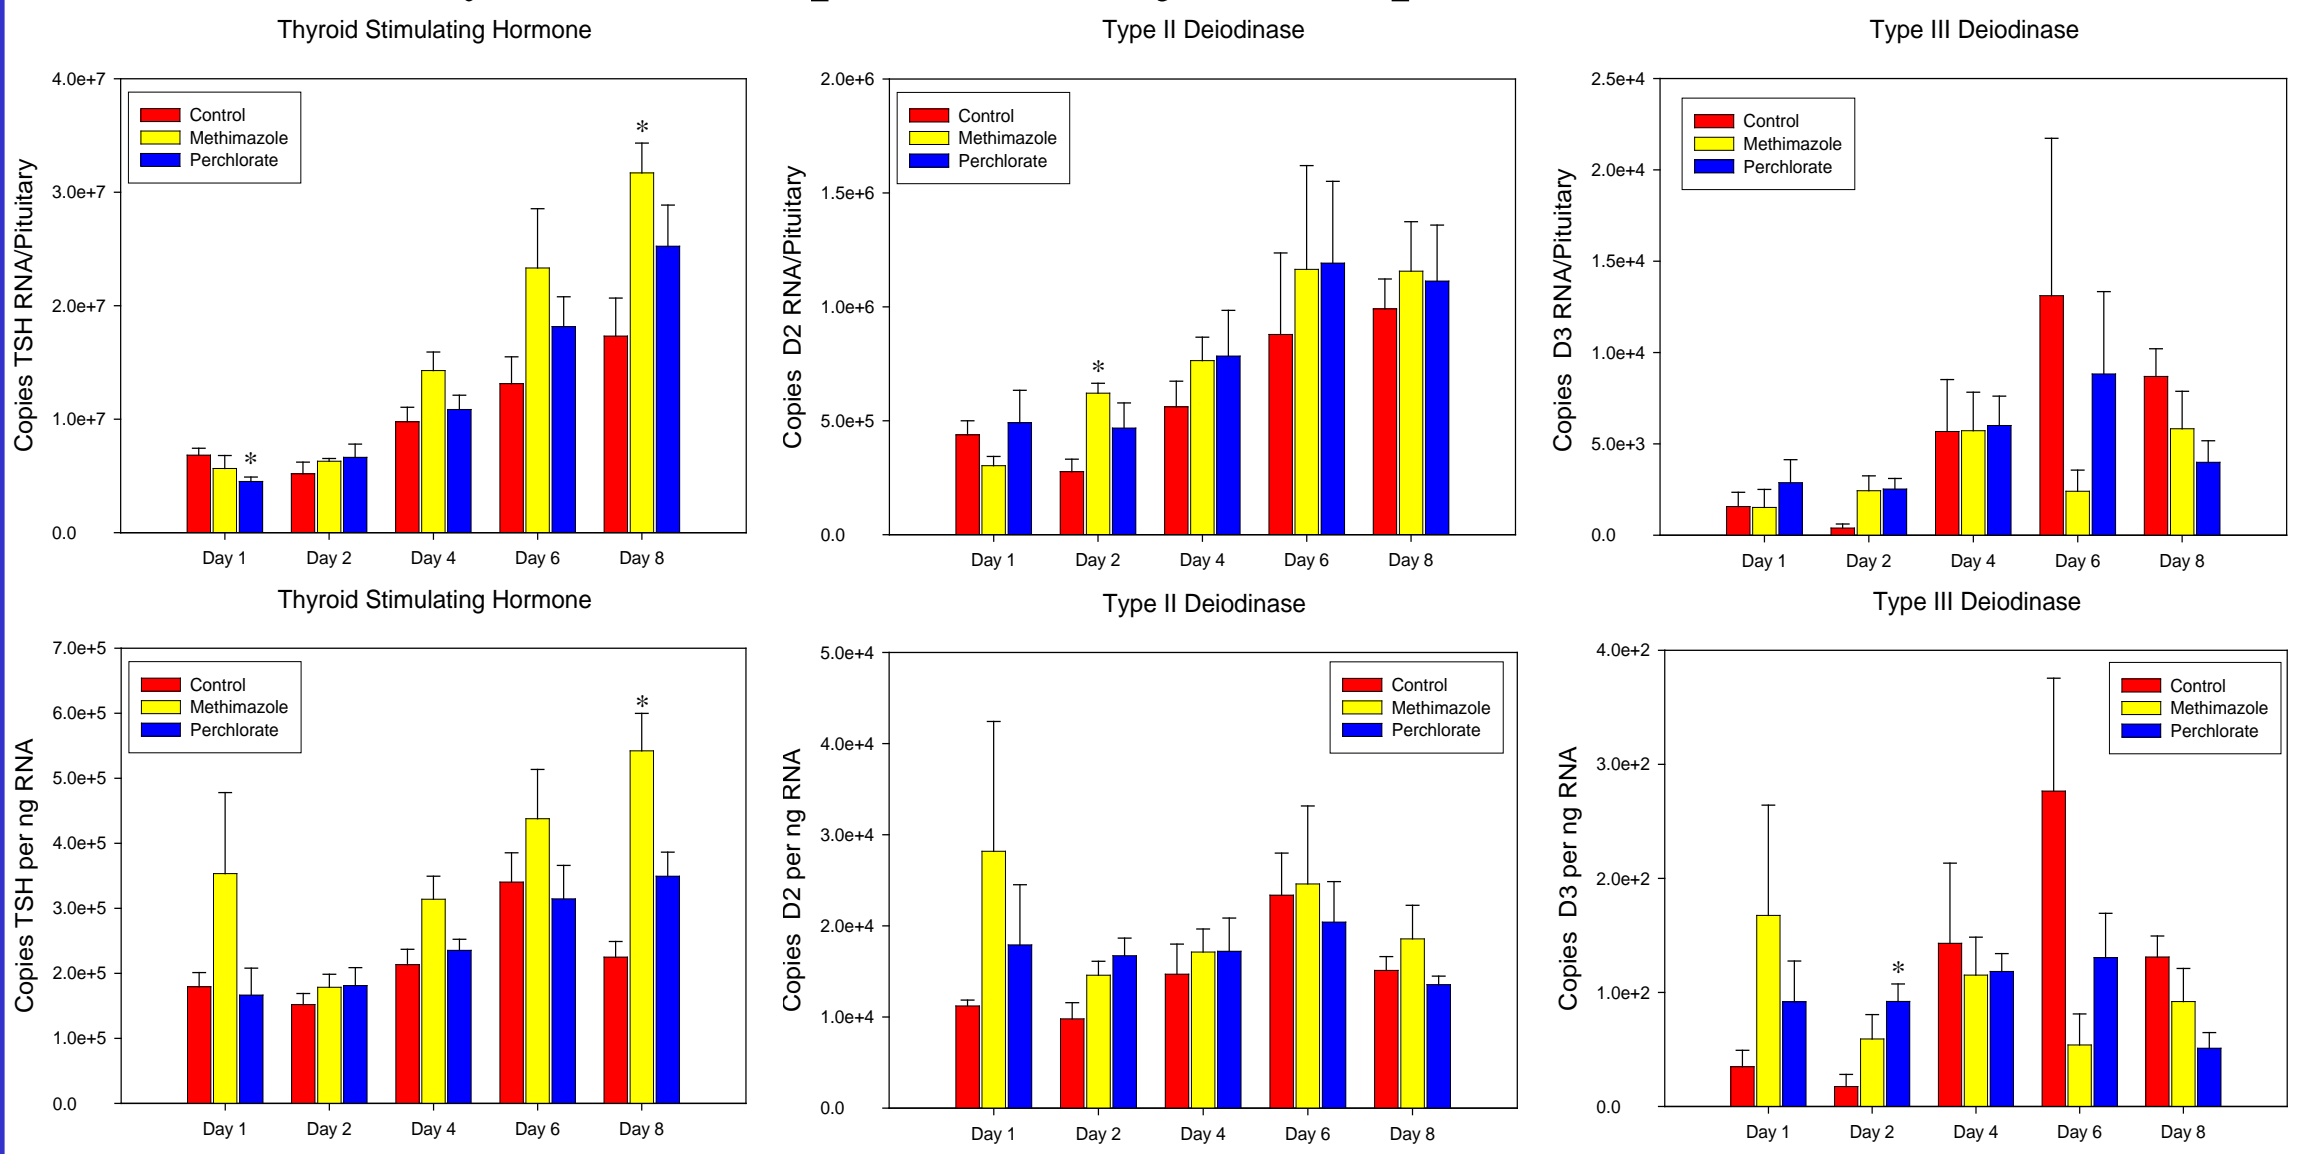 Thyroid Stimulating Hormone
Copies TSH RNA/Pituitary
4.0e+7
3.0e+7
2.0e+7
1.0e+7
0.0
Control
Methimazole
Perchlorate
*
*
Day 1 Day 2 Day 4 Day 6 Day 8
Type II Deiodinase
Copies D2 RNA/Pituitary
2.0e+6
1.5e+6
1.0e+6
5.0e+5
0.0
Control
Methimazole
Perchlorate
*
Day 1 Day 2 Day 4 Day 6 Day 8
Type III Deiodinase
Copies D3 RNA/Pituitary
2.5e+4
2.0e+4
1.5e+4
1.0e+4
5.0e+3
0.0
Control
Methimazole
Perchlorate
Day 1 Day 2 Day 4 Day 6 Day 8
Thyroid Stimulating Hormone
Copies TSH per ng RNA
7.0e+5
6.0e+5
5.0e+5
4.0e+5
3.0e+5
2.0e+5
1.0e+5
0.0
Control
Methimazole
Perchlorate
*
Day 1 Day 2 Day 4 Day 6 Day 8
Type II Deiodinase
Copies D2 per ng RNA
5.0e+4
4.0e+4
3.0e+4
2.0e+4
1.0e+4
0.0
Control
Methimazole
Perchlorate
Day 1 Day 2 Day 4 Day 6 Day 8
Type III Deiodinase
Copies D3 per ng RNA
4.0e+2
3.0e+2
2.0e+2
1.0e+2
0.0
Control
Methimazole
Perchlorate
*
Day 1 Day 2 Day 4 Day 6 Day 8